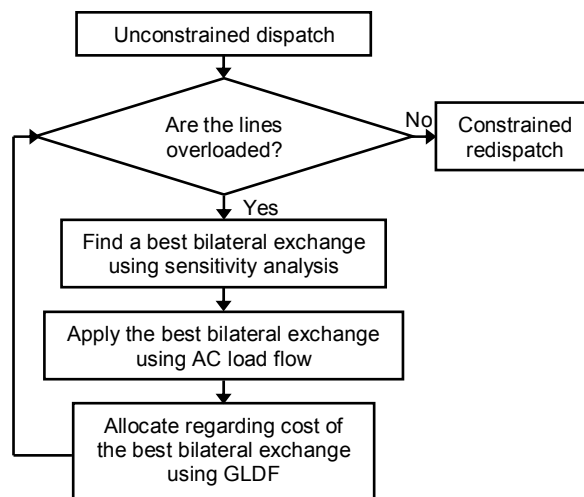 Unconstrained dispatch
Are the lines
overloaded?
No
Constrained
redispatch
Yes
Find a best bilateral exchange
using sensitivity analysis
Apply the best bilateral exchange
using AC load flow
Allocate regarding cost of
the best bilateral exchange
using GLDF